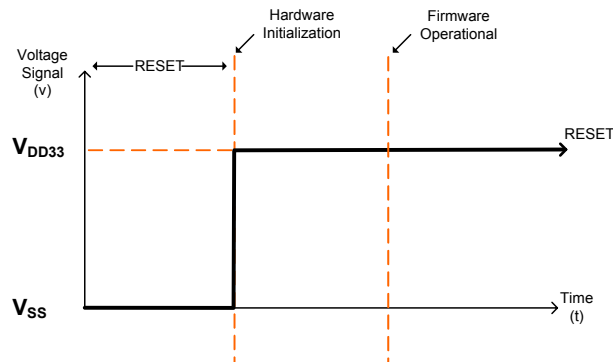 Hardware
Initialization
Firmware
Operational
Voltage
Signal
(v)
RESET
VDD33
RESET
VSS
Time
(t)